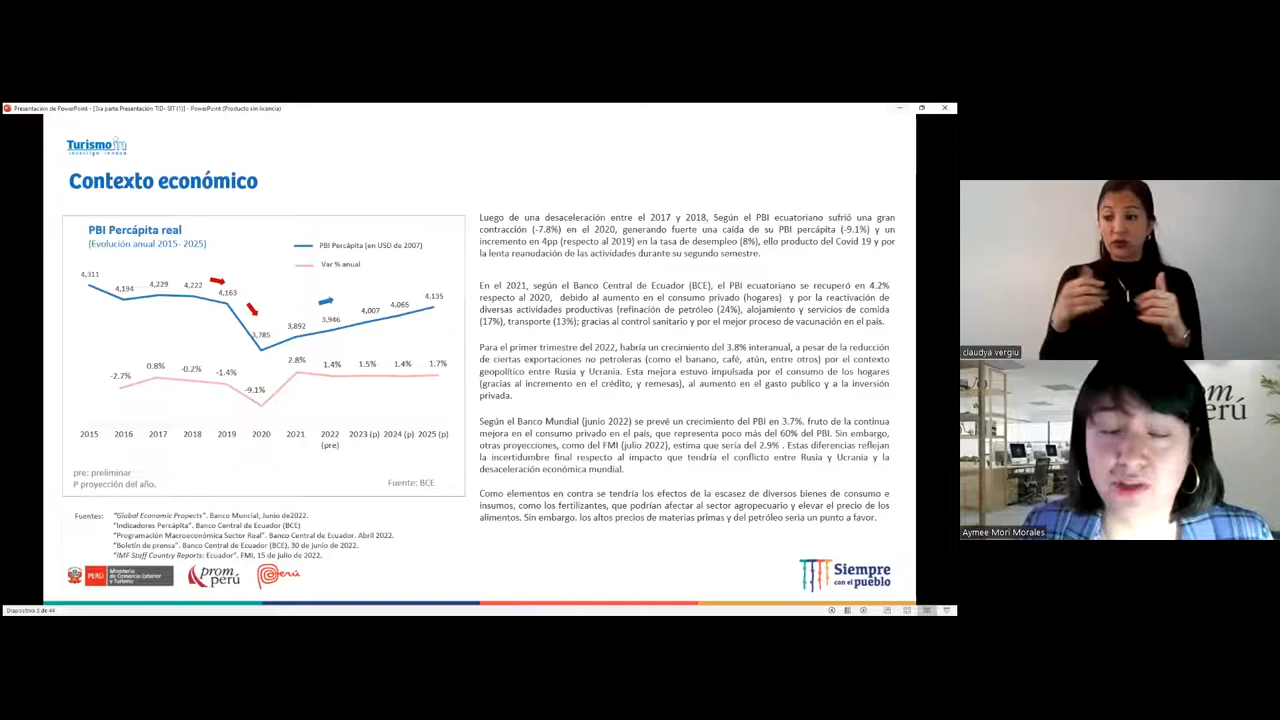 Presentación de PowerPoint - [3ra parte Presentación TID- SIT (1)] - PowerPoint (Producto sin licencia)
Turismo in
investiga innova
Contexto económico
PBI Percápita real
(Evolución anual 2015- 2025)
PBI Percápita (en USD de 2007)
Var % anual
4,311
4,194
4,229
4,222
4,163
3,785
3,892
3,946
4,007
4,065
4,135
-2.7%
0.8%
-0.2%
-1.4%
-9.1%
2.8%
1.4%
1.5%
1.4%
1.7%
2015 2016 2017 2018 2019 2020 2021 2022 2023 (p) 2024 (p) 2025 (p)
(pre)
pre: preliminar
P proyección del año.
Fuente: BCE
Fuentes: "Global Economic Propects". Banco Muncial, Junio de2022.
"Indicadores Percápita". Banco Central de Ecuador (BCE)
"Programación Macroeconómica Sector Real". Banco Central de Ecuador. Abril 2022.
"Boletín de prensa". Banco Central de Ecuador (BCE), 30 de junio de 2022.
"IMF Staff Country Reports: Ecuador". FMI, 15 de julio de 2022.
Luego de una desaceleración entre el 2017 y 2018, Según el PBI ecuatoriano sufrió una gran
contracción (-7.8%) en el 2020, generando fuerte una caída de su PBI percápita (-9.1%) y un
incremento en 4pp (respecto al 2019) en la tasa de desempleo (8%), ello producto del Covid 19 y por
la lenta reanudación de las actividades durante su segundo semestre.
En el 2021, según el Banco Central de Ecuador (BCE), el PBI ecuatoriano se recuperó en 4.2%
respecto al 2020, debido al aumento en el consumo privado (hogares) y por la reactivación de
diversas actividades productivas (refinación de petróleo (24%), alojamiento y servicios de comida
(17%), transporte (13%); gracias al control sanitario y por el mejor proceso de vacunación en el país.
Para el primer trimestre del 2022, habría un crecimiento del 3.8% interanual, a pesar de la reducción
de ciertas exportaciones no petroleras (como el banano, café, atún, entre otros) por el contexto
geopolítico entre Rusia y Ucrania. Esta mejora estuvo impulsada por el consumo de los hogares
(gracias al incremento en el crédito, y remesas), al aumento en el gasto publico y a la inversión
privada.
Según el Banco Mundial (junio 2022) se prevé un crecimiento del PBI en 3.7%. fruto de la continua
mejora en el consumo privado en el país, que representa poco más del 60% del PBI. Sin embargo,
otras proyecciones, como del FMI (julio 2022), estima que sería del 2.9% . Estas diferencias reflejan
la incertidumbre final respecto al impacto que tendría el conflicto entre Rusia y Ucrania y la
desaceleración económica mundial.
Como elementos en contra se tendría los efectos de la escasez de diversos bienes de consumo e
insumos, como los fertilizantes, que podrían afectar al sector agropecuario y elevar el precio de los
alimentos. Sin embargo. los altos precios de materias primas y del petróleo seria un punto a favor.
PERÚ Ministerio
de Comercio Exterior
y Turismo
prom
perú
Perú
Siempre
con el pueblo
Diapositiva 5 de 44
claudya vergiu
prom
perú
Aymee Mori Morales